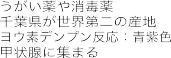 うがい薬や消毒薬
千葉県が世界第二の産地
ヨウ素デンプン反応：青紫色
甲状腺に集まる